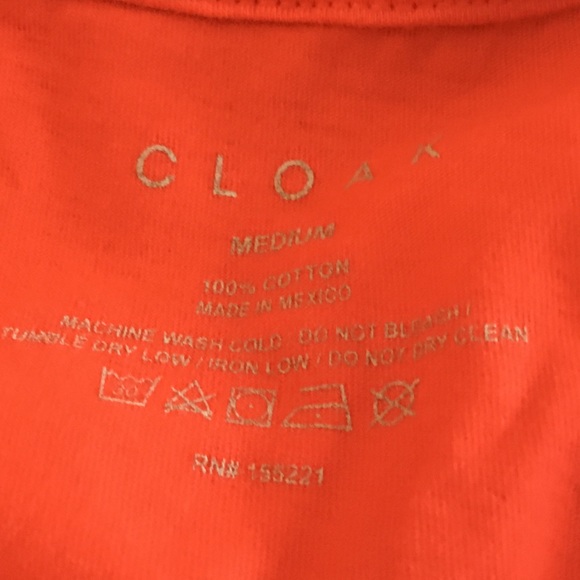 CLOAK
MEDIUM
100% COTTON
MADE IN MEXICO
MACHINE WASH COLD / DO NOT BLEACH /
TUMBLE DRY LOW / IRON LOW / DO NOT DRY CLEAN
30°
RN# 155221